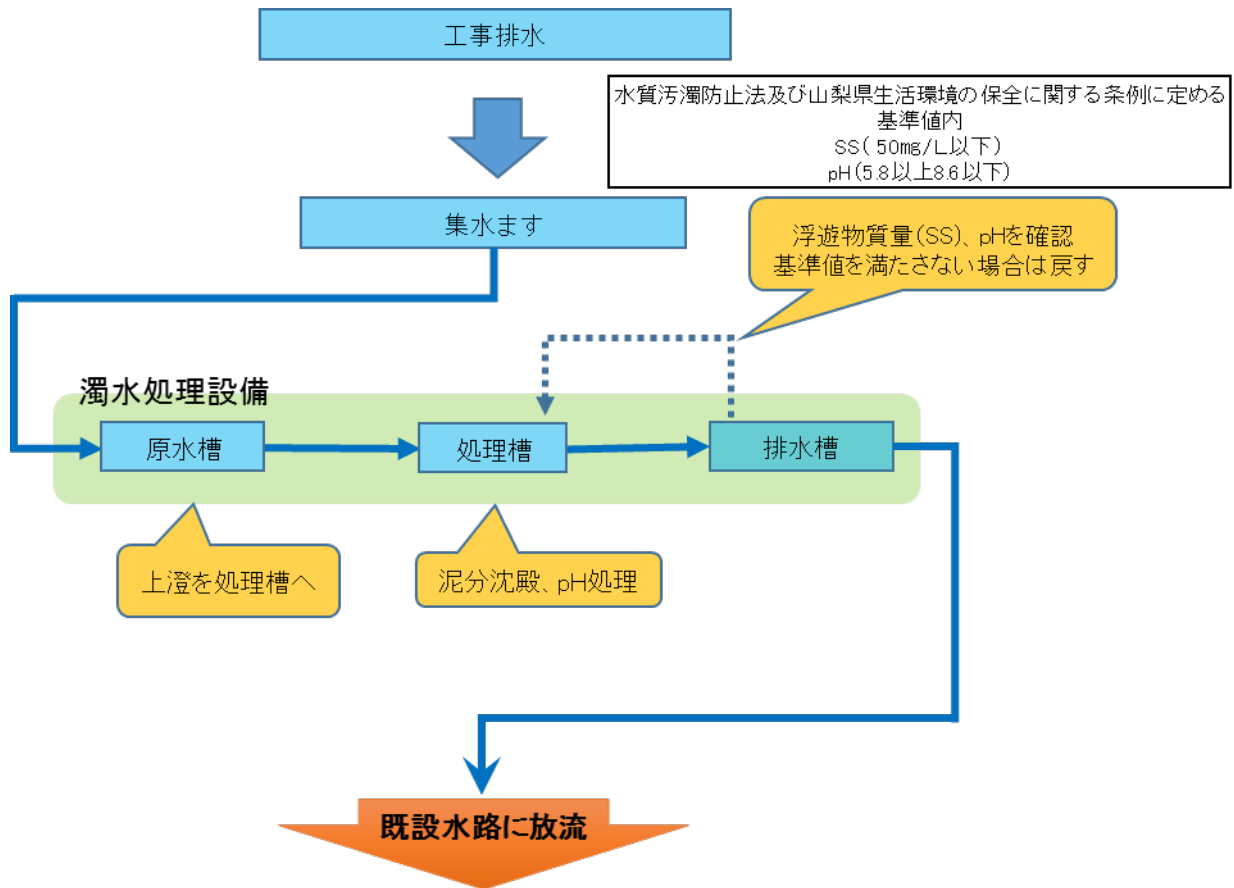 工事排水
水質汚濁防止法及び山梨県生活環境の保全に関する条例に定める
基準値内
SS(50mg/L以下)
pH(5.8以上8.6以下)
集水ます
浮遊物質量(SS)、pHを確認
基準値を満たさない場合は戻す
濁水処理設備
原水槽
処理槽
排水槽
上澄を処理槽へ
泥分沈殿、pH処理
既設水路に放流